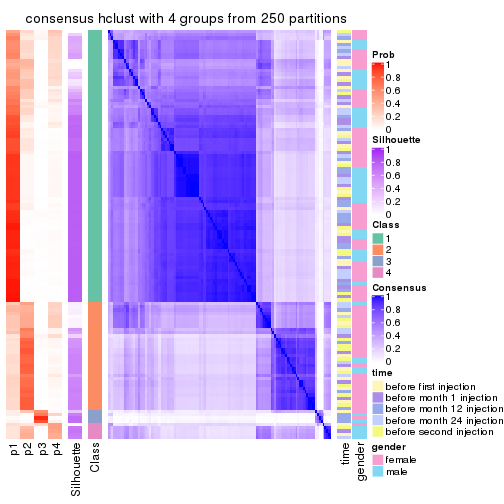 consensus hclust with 4 groups from 250 partitions
Prob
1
0.8
0.6
0.4
0.2
0
Silhouette
1
0.8
0.6
0.4
0.2
0
Class
1
2
3
4
Consensus
1
0.8
0.6
0.4
0.2
0
time
before first injection
before month 1 injection
before month 12 injection
before month 24 injection
before second injection
gender
female
male
p1
p2
p3
p4
Silhouette
Class
time
gender